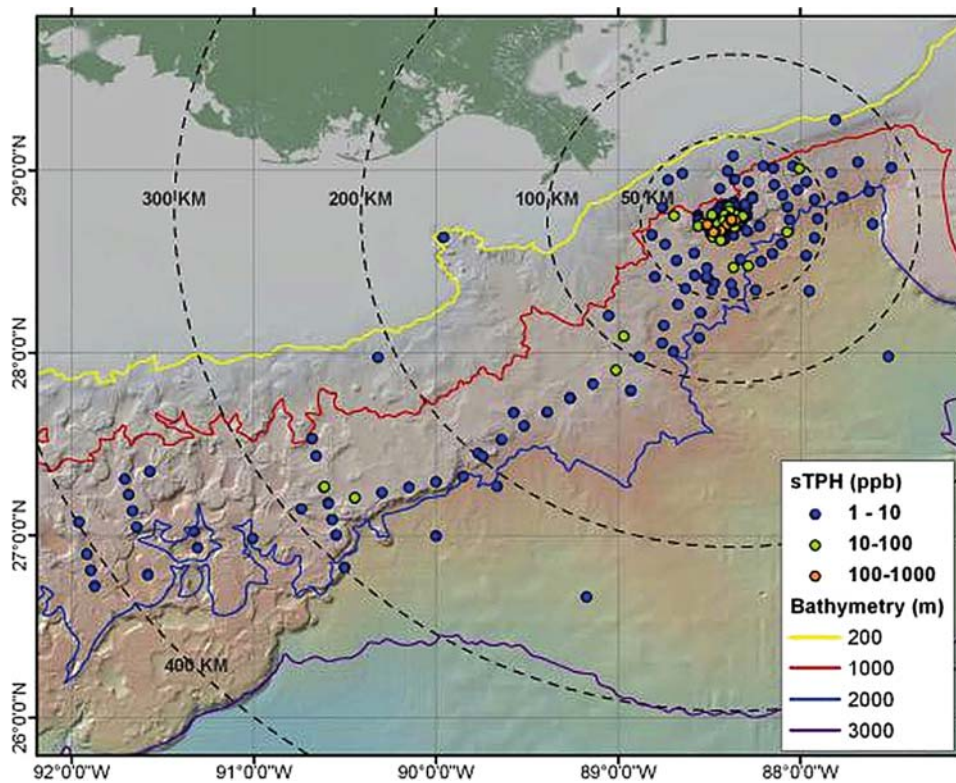 300 KM
200 KM
100 KM
50 KM
400 KM
29°0'0"N
28°0'0"N
27°0'0"N
26°0'0"N
92°0'0"W
91°0'0"W
90°0'0"W
89°0'0"W
88°0'0"W
sTPH (ppb)
1 - 10
10-100
100-1000
Bathymetry (m)
200
1000
2000
3000